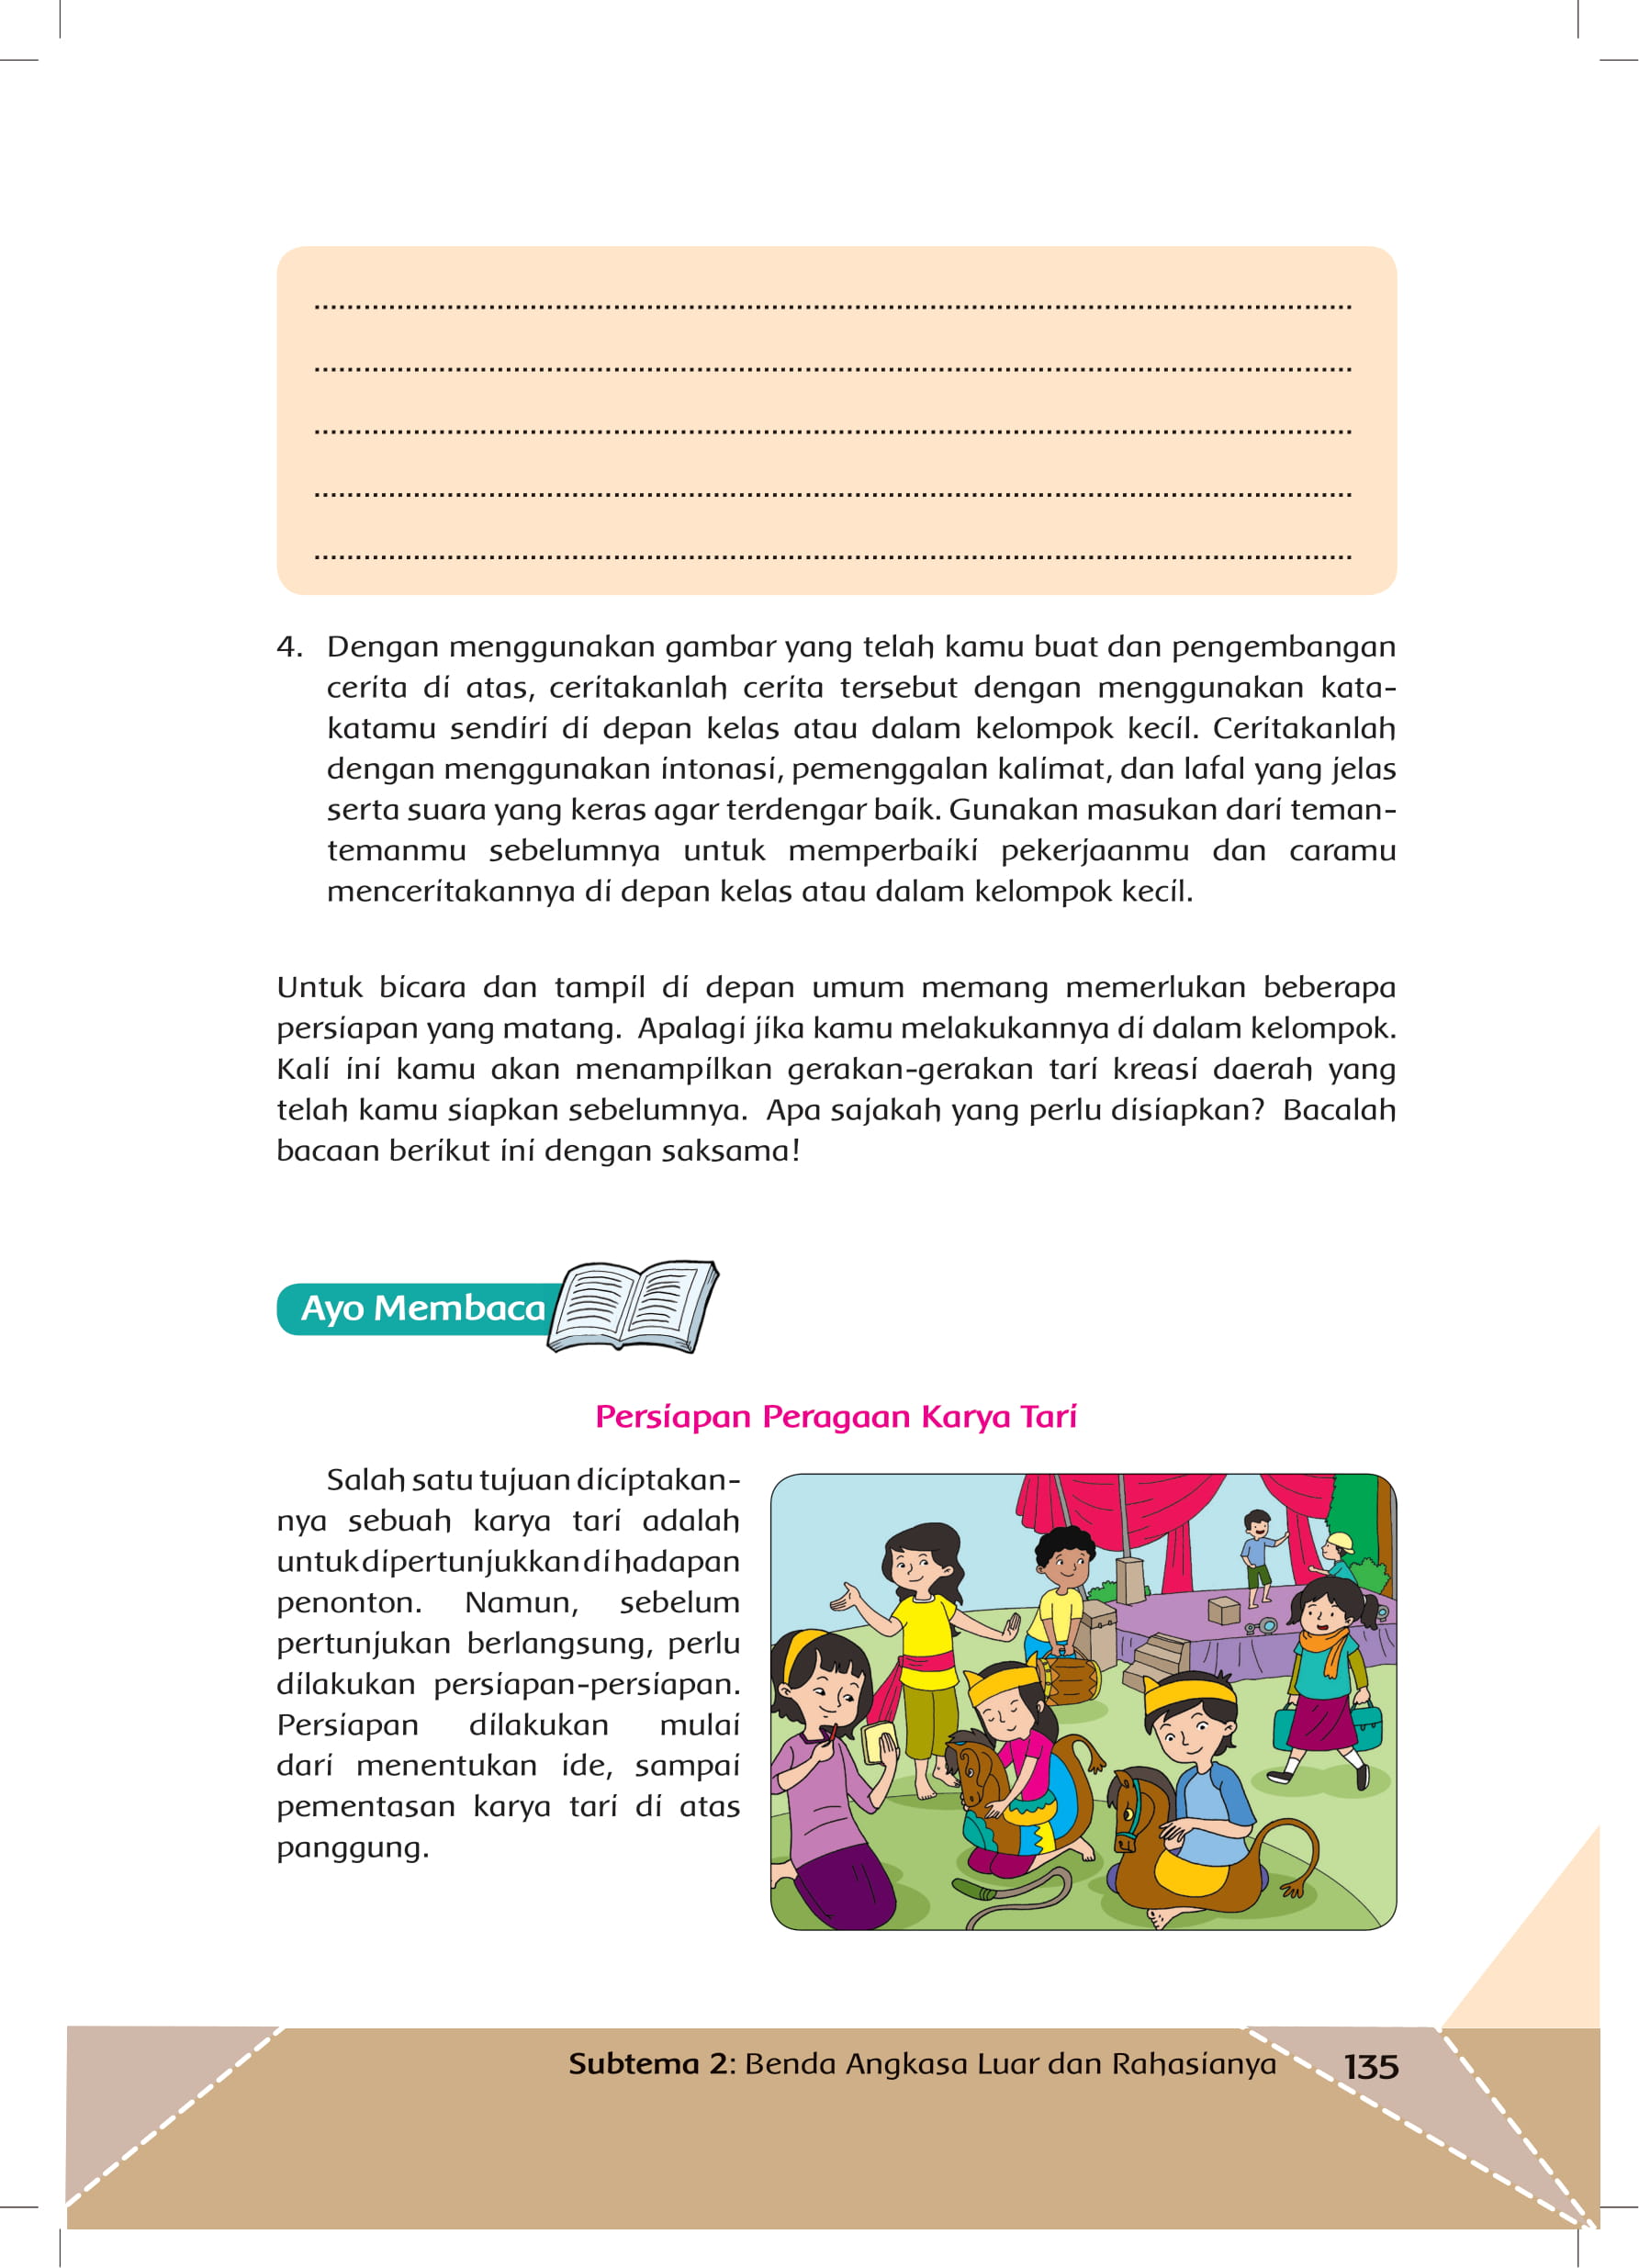 4. Dengan menggunakan gambar yang telah kamu buat dan pengembangan
cerita di atas, ceritakanlah cerita tersebut dengan menggunakan kata-
katamu sendiri di depan kelas atau dalam kelompok kecil. Ceritakanlah
dengan menggunakan intonasi, pemenggalan kalimat, dan lafal yang jelas
serta suara yang keras agar terdengar baik. Gunakan masukan dari teman-
temanmu sebelumnya untuk memperbaiki pekerjaanmu dan caramu
menceritakannya di depan kelas atau dalam kelompok kecil.
Untuk bicara dan tampil di depan umum memang memerlukan beberapa
persiapan yang matang. Apalagi jika kamu melakukannya di dalam kelompok.
Kali ini kamu akan menampilkan gerakan-gerakan tari kreasi daerah yang
telah kamu siapkan sebelumnya. Apa sajakah yang perlu disiapkan? Bacalah
bacaan berikut ini dengan saksama!
Ayo Membaca
Persiapan Peragaan Karya Tari
Salah satu tujuan diciptakan-
nya sebuah karya tari adalah
untuk dipertunjukkan di hadapan
penonton. Namun, sebelum
pertunjukan berlangsung, perlu
dilakukan persiapan-persiapan.
Persiapan dilakukan mulai
dari menentukan ide, sampai
pementasan karya tari di atas
panggung.
Subtema 2: Benda Angkasa Luar dan Rahasianya 135